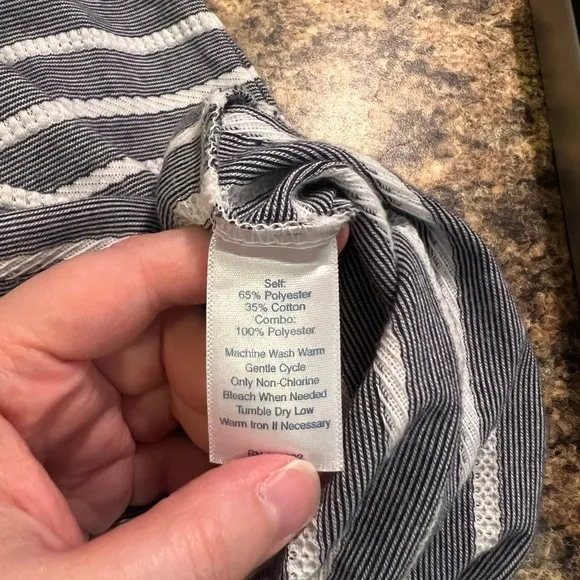 Self:
65% Polyester
35% Cotton
Combo:
100% Polyester
Machine Wash Warm
Gentle Cycle
Only Non-Chlorine
Bleach When Needed
Tumble Dry Low
Warm Iron If Necessary